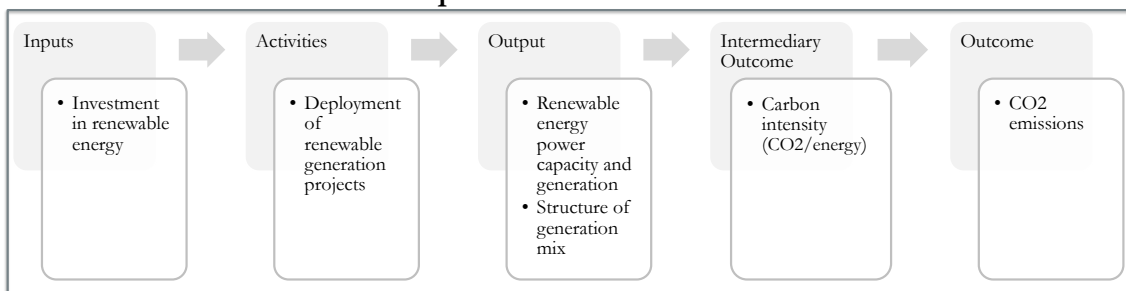 Inputs
• Investment
in renewable
energy
Activities
• Deployment
of
renewable
generation
projects
Output
• Renewable
energy
power
capacity and
generation
• Structure of
generation
mix
Intermediary
Outcome
• Carbon
intensity
(CO2/energy)
Outcome
• CO2
emissions